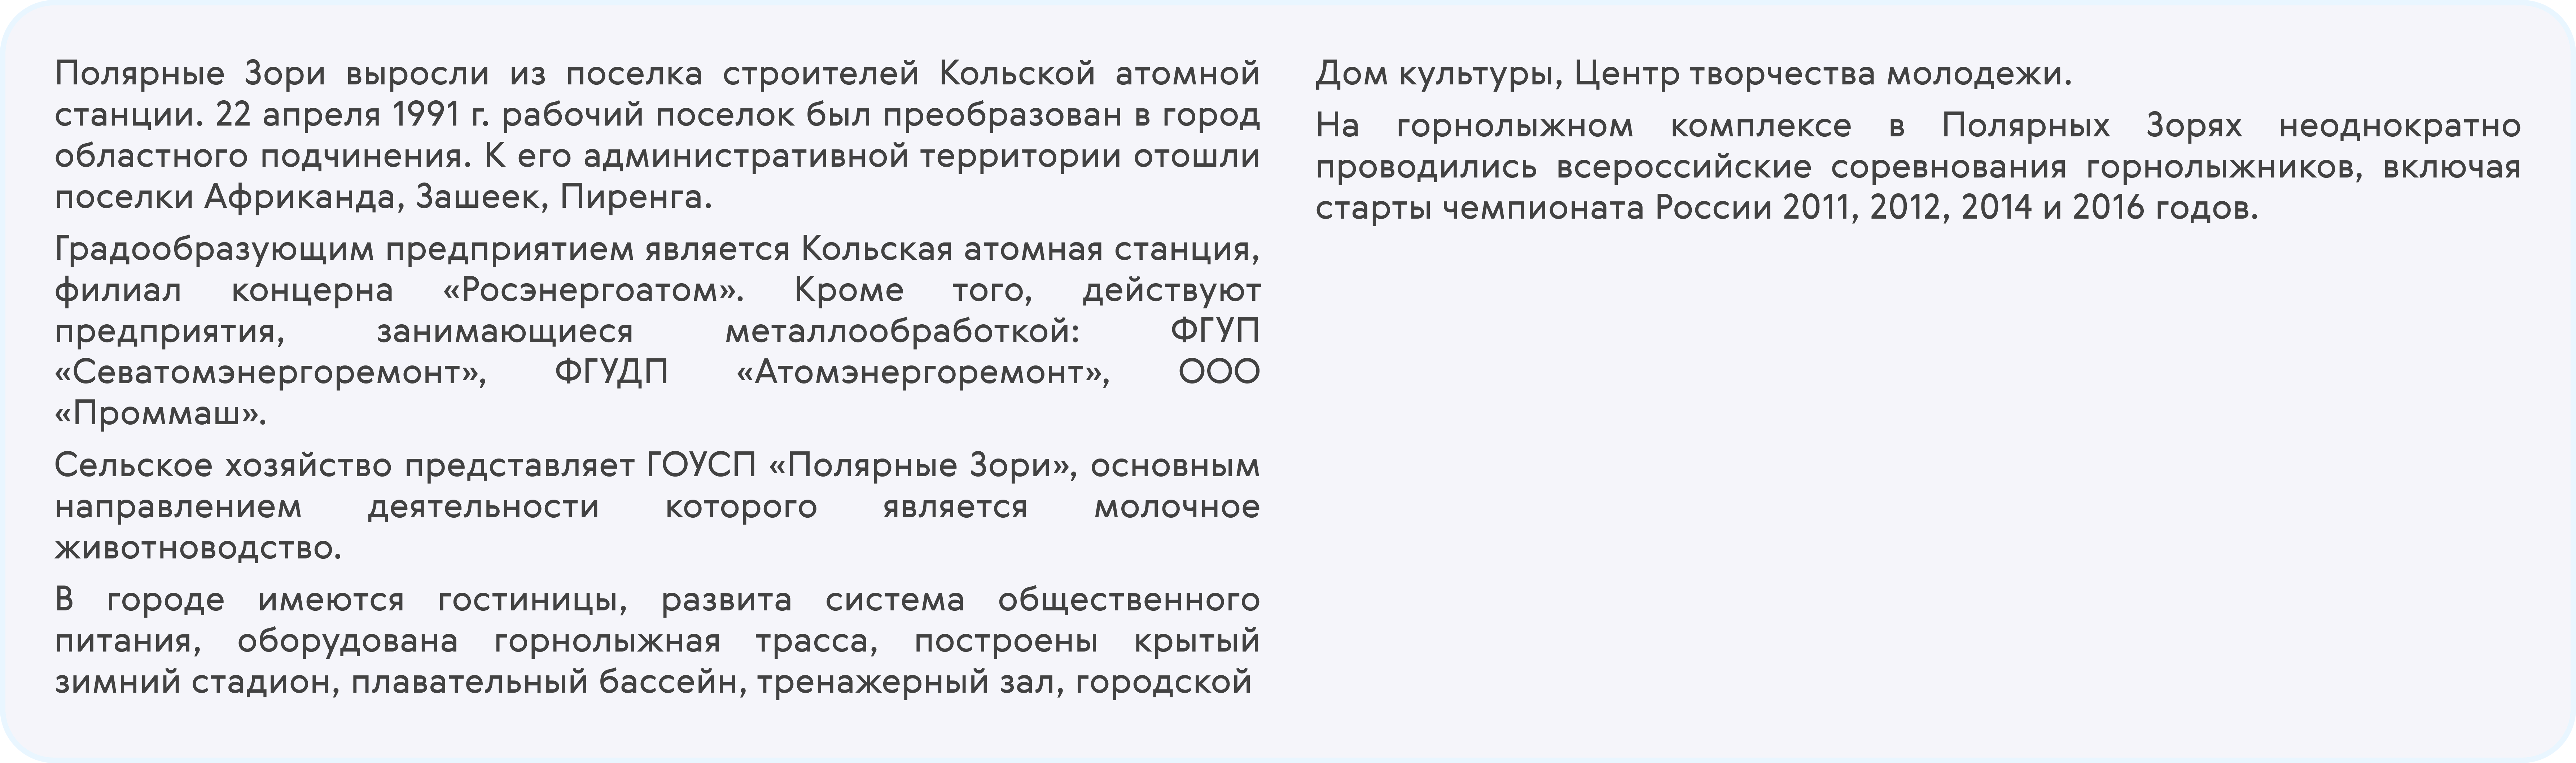 Полярные Зори выросли из поселка строителей Кольской атомной
станции. 22 апреля 1991 г. рабочий поселок был преобразован в город
областного подчинения. К его административной территории отошли
поселки Африканда, Зашеек, Пиренга.
Градообразующим предприятием является Кольская атомная станция,
филиал концерна «Росэнергоатом». Кроме того, действуют
предприятия, занимающиеся металлообработкой: ФГУП
«Севатомэнергоремонт», ФГУДП «Атомэнергоремонт», ООО
«Проммаш».
Сельское хозяйство представляет ГОУСП «Полярные Зори», основным
направлением деятельности которого является молочное
животноводство.
В городе имеются гостиницы, развита система общественного
питания, оборудована горнолыжная трасса, построены крытый
зимний стадион, плавательный бассейн, тренажерный зал, городской
Дом культуры, Центр творчества молодежи.
На горнолыжном комплексе в Полярных Зорях неоднократно
проводились всероссийские соревнования горнолыжников, включая
старты чемпионата России 2011, 2012, 2014 и 2016 годов.